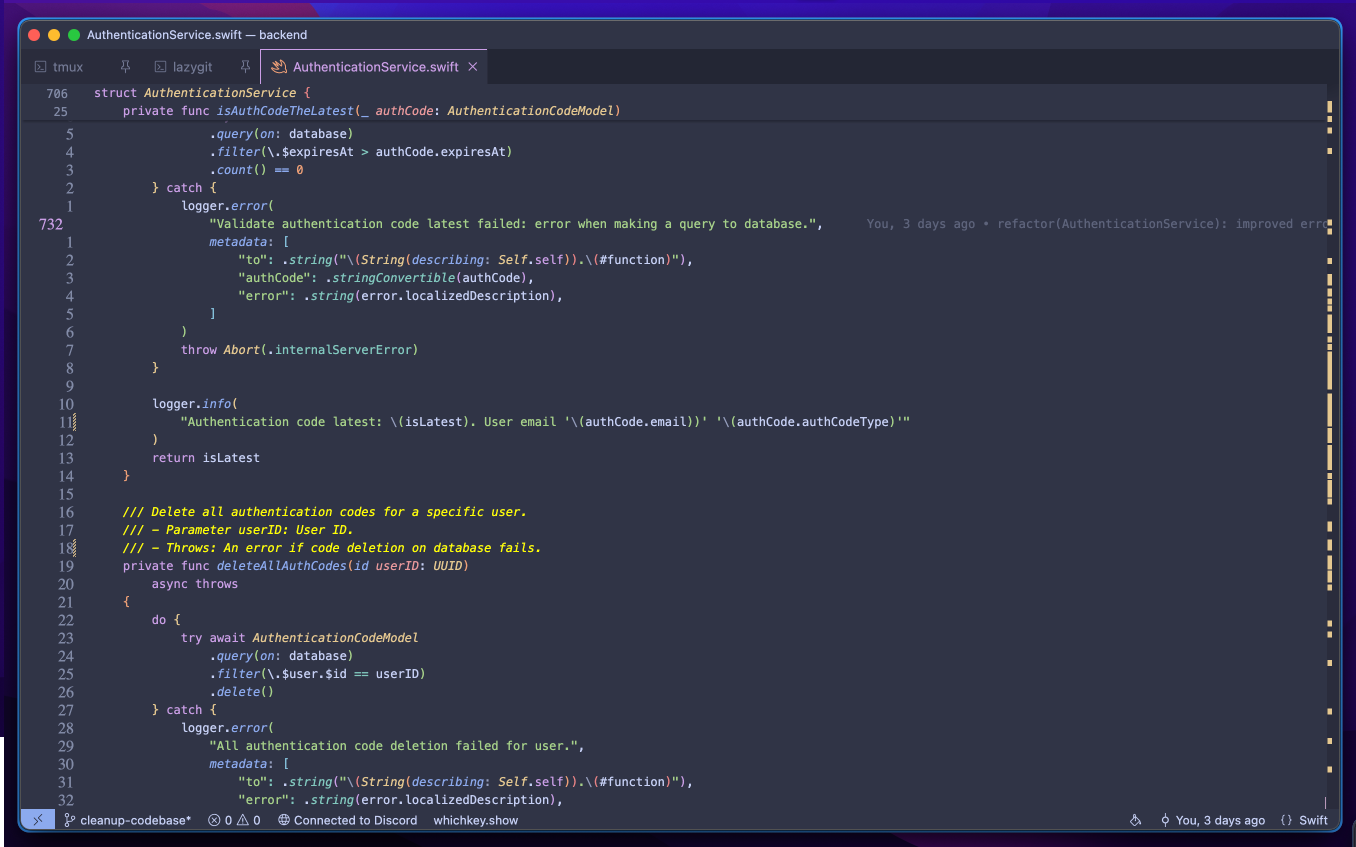 AuthenticationService.swift — backend
tmux lazygit AuthenticationService.swift ×
706 struct AuthenticationService {
25 private func isAuthCodeTheLatest(_ authCode: AuthenticationCodeModel)
5 .query(on: database)
4 .filter(\.$expiresAt > authCode.expiresAt)
3 .count() == 0
2 } catch {
1 logger.error(
732 "Validate authentication code latest failed: error when making a query to database.", You, 3 days ago • refactor(AuthenticationService): improved erro
1 metadata: [
2 "to": .string("\(String(describing: Self.self)).\(#function)"),
3 "authCode": .stringConvertible(authCode),
4 "error": .string(error.localizedDescription),
5 ]
6 )
7 throw Abort(.internalServerError)
8 }
9
10 logger.info(
11 "Authentication code latest: \(isLatest). User email '\(authCode.email))' '\(authCode.authCodeType)'"
12 )
13 return isLatest
14 }
15
16 /// Delete all authentication codes for a specific user.
17 /// - Parameter userID: User ID.
18 /// - Throws: An error if code deletion on database fails.
19 private func deleteAllAuthCodes(id userID: UUID)
20 async throws
21 {
22 do {
23 try await AuthenticationCodeModel
24 .query(on: database)
25 .filter(\.$user.$id == userID)
26 .delete()
27 } catch {
28 logger.error(
29 "All authentication code deletion failed for user.",
30 metadata: [
31 "to": .string("\(String(describing: Self.self)).\(#function)"),
32 "error": .string(error.localizedDescription),
cleanup-codebase* 0 0 Connected to Discord whichkey.show You, 3 days ago {} Swift